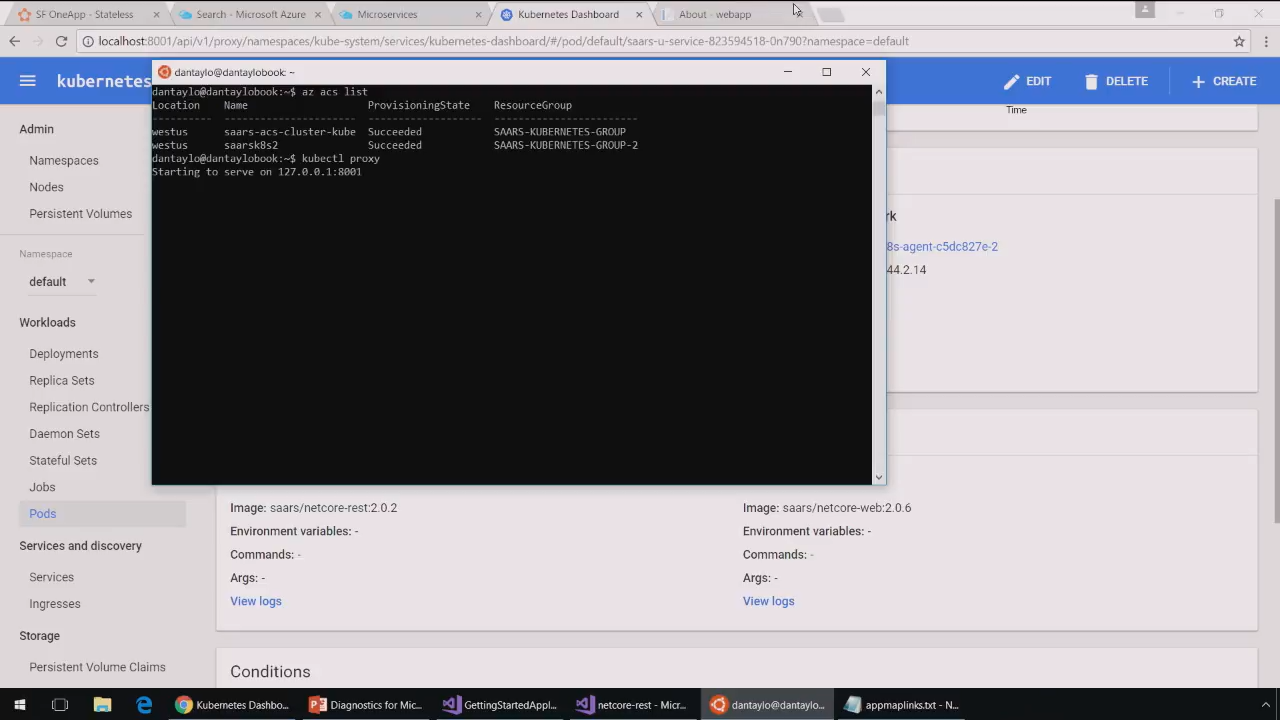 SF OneApp - Stateless
Search - Microsoft Azure
Microservices
Kubernetes Dashboard
About - webapp
localhost:8001/api/v1/proxy/namespaces/kube-system/services/kubernetes-dashboard/#/pod/default/saars-u-service-823594518-0n790?namespace=default
kubernetes
EDIT
DELETE
CREATE
dantaylo@dantaylobook: ~
dantaylo@dantaylobook:~$ az acs list
Location Name ProvisioningState ResourceGroup
---------- ---------------------- ------------------- ------------------------
westus saars-acs-cluster-kube Succeeded SAARS-KUBERNETES-GROUP
westus saarsk8s2 Succeeded SAARS-KUBERNETES-GROUP-2
dantaylo@dantaylobook:~$ kubectl proxy
Starting to serve on 127.0.0.1:8001
Time
rk
8s-agent-c5dc827e-2
44.2.14
Admin
Namespaces
Nodes
Persistent Volumes
Namespace
default
Workloads
Deployments
Replica Sets
Replication Controllers
Daemon Sets
Stateful Sets
Jobs
Pods
Services and discovery
Services
Ingresses
Storage
Persistent Volume Claims
Image: saars/netcore-rest:2.0.2
Environment variables: -
Commands: -
Args: -
View logs
Image: saars/netcore-web:2.0.6
Environment variables: -
Commands: -
Args: -
View logs
Conditions
Kubernetes Dashbo...
Diagnostics for Mic...
GettingStartedAppl...
netcore-rest - Micr...
dantaylo@dantaylo...
appmaplinks.txt - N...